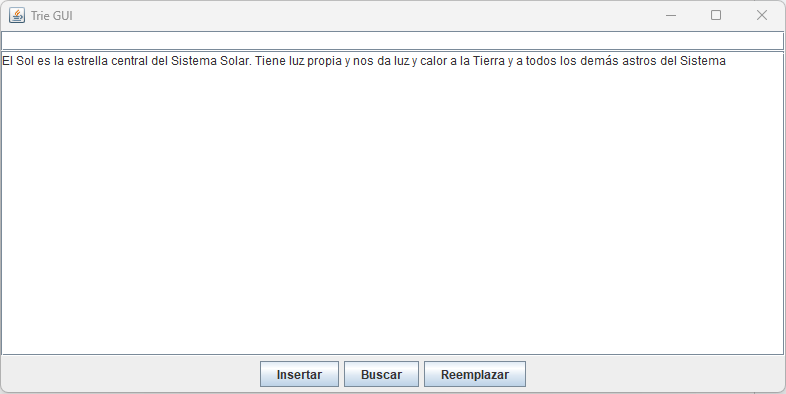 Trie GUI
El Sol es la estrella central del Sistema Solar. Tiene luz propia y nos da luz y calor a la Tierra y a todos los demás astros del Sistema
Insertar Buscar Reemplazar